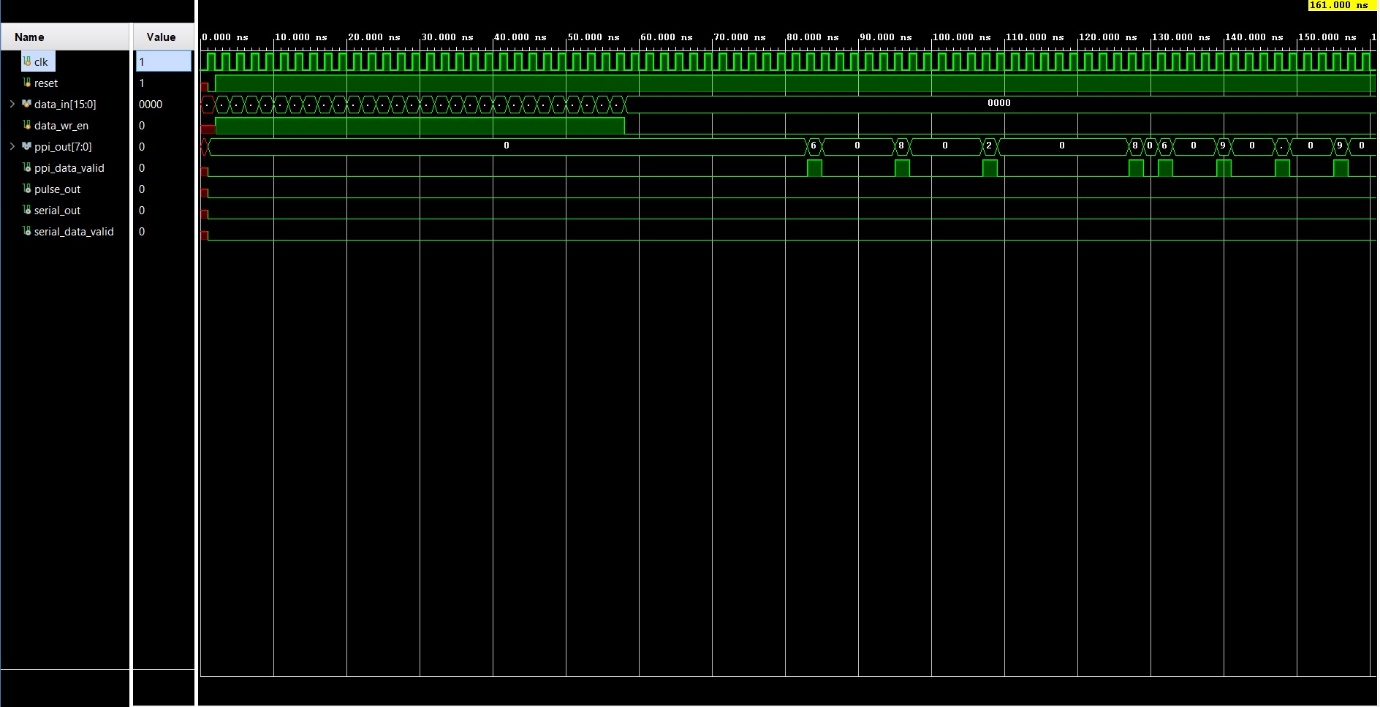 161.000 ns
Name Value
0.000 ns 10.000 ns 20.000 ns 30.000 ns 40.000 ns 50.000 ns 60.000 ns 70.000 ns 80.000 ns 90.000 ns 100.000 ns 110.000 ns 120.000 ns 130.000 ns 140.000 ns 150.000 ns 1
clk 1
reset 1
data_in[15:0] 0000 0000
data_wr_en 0
ppi_out[7:0] 0 0 6 0 8 0 2 0 8 0 6 0 9 0 . 0 9 0
ppi_data_valid 0
pulse_out 0
serial_out 0
serial_data_valid 0